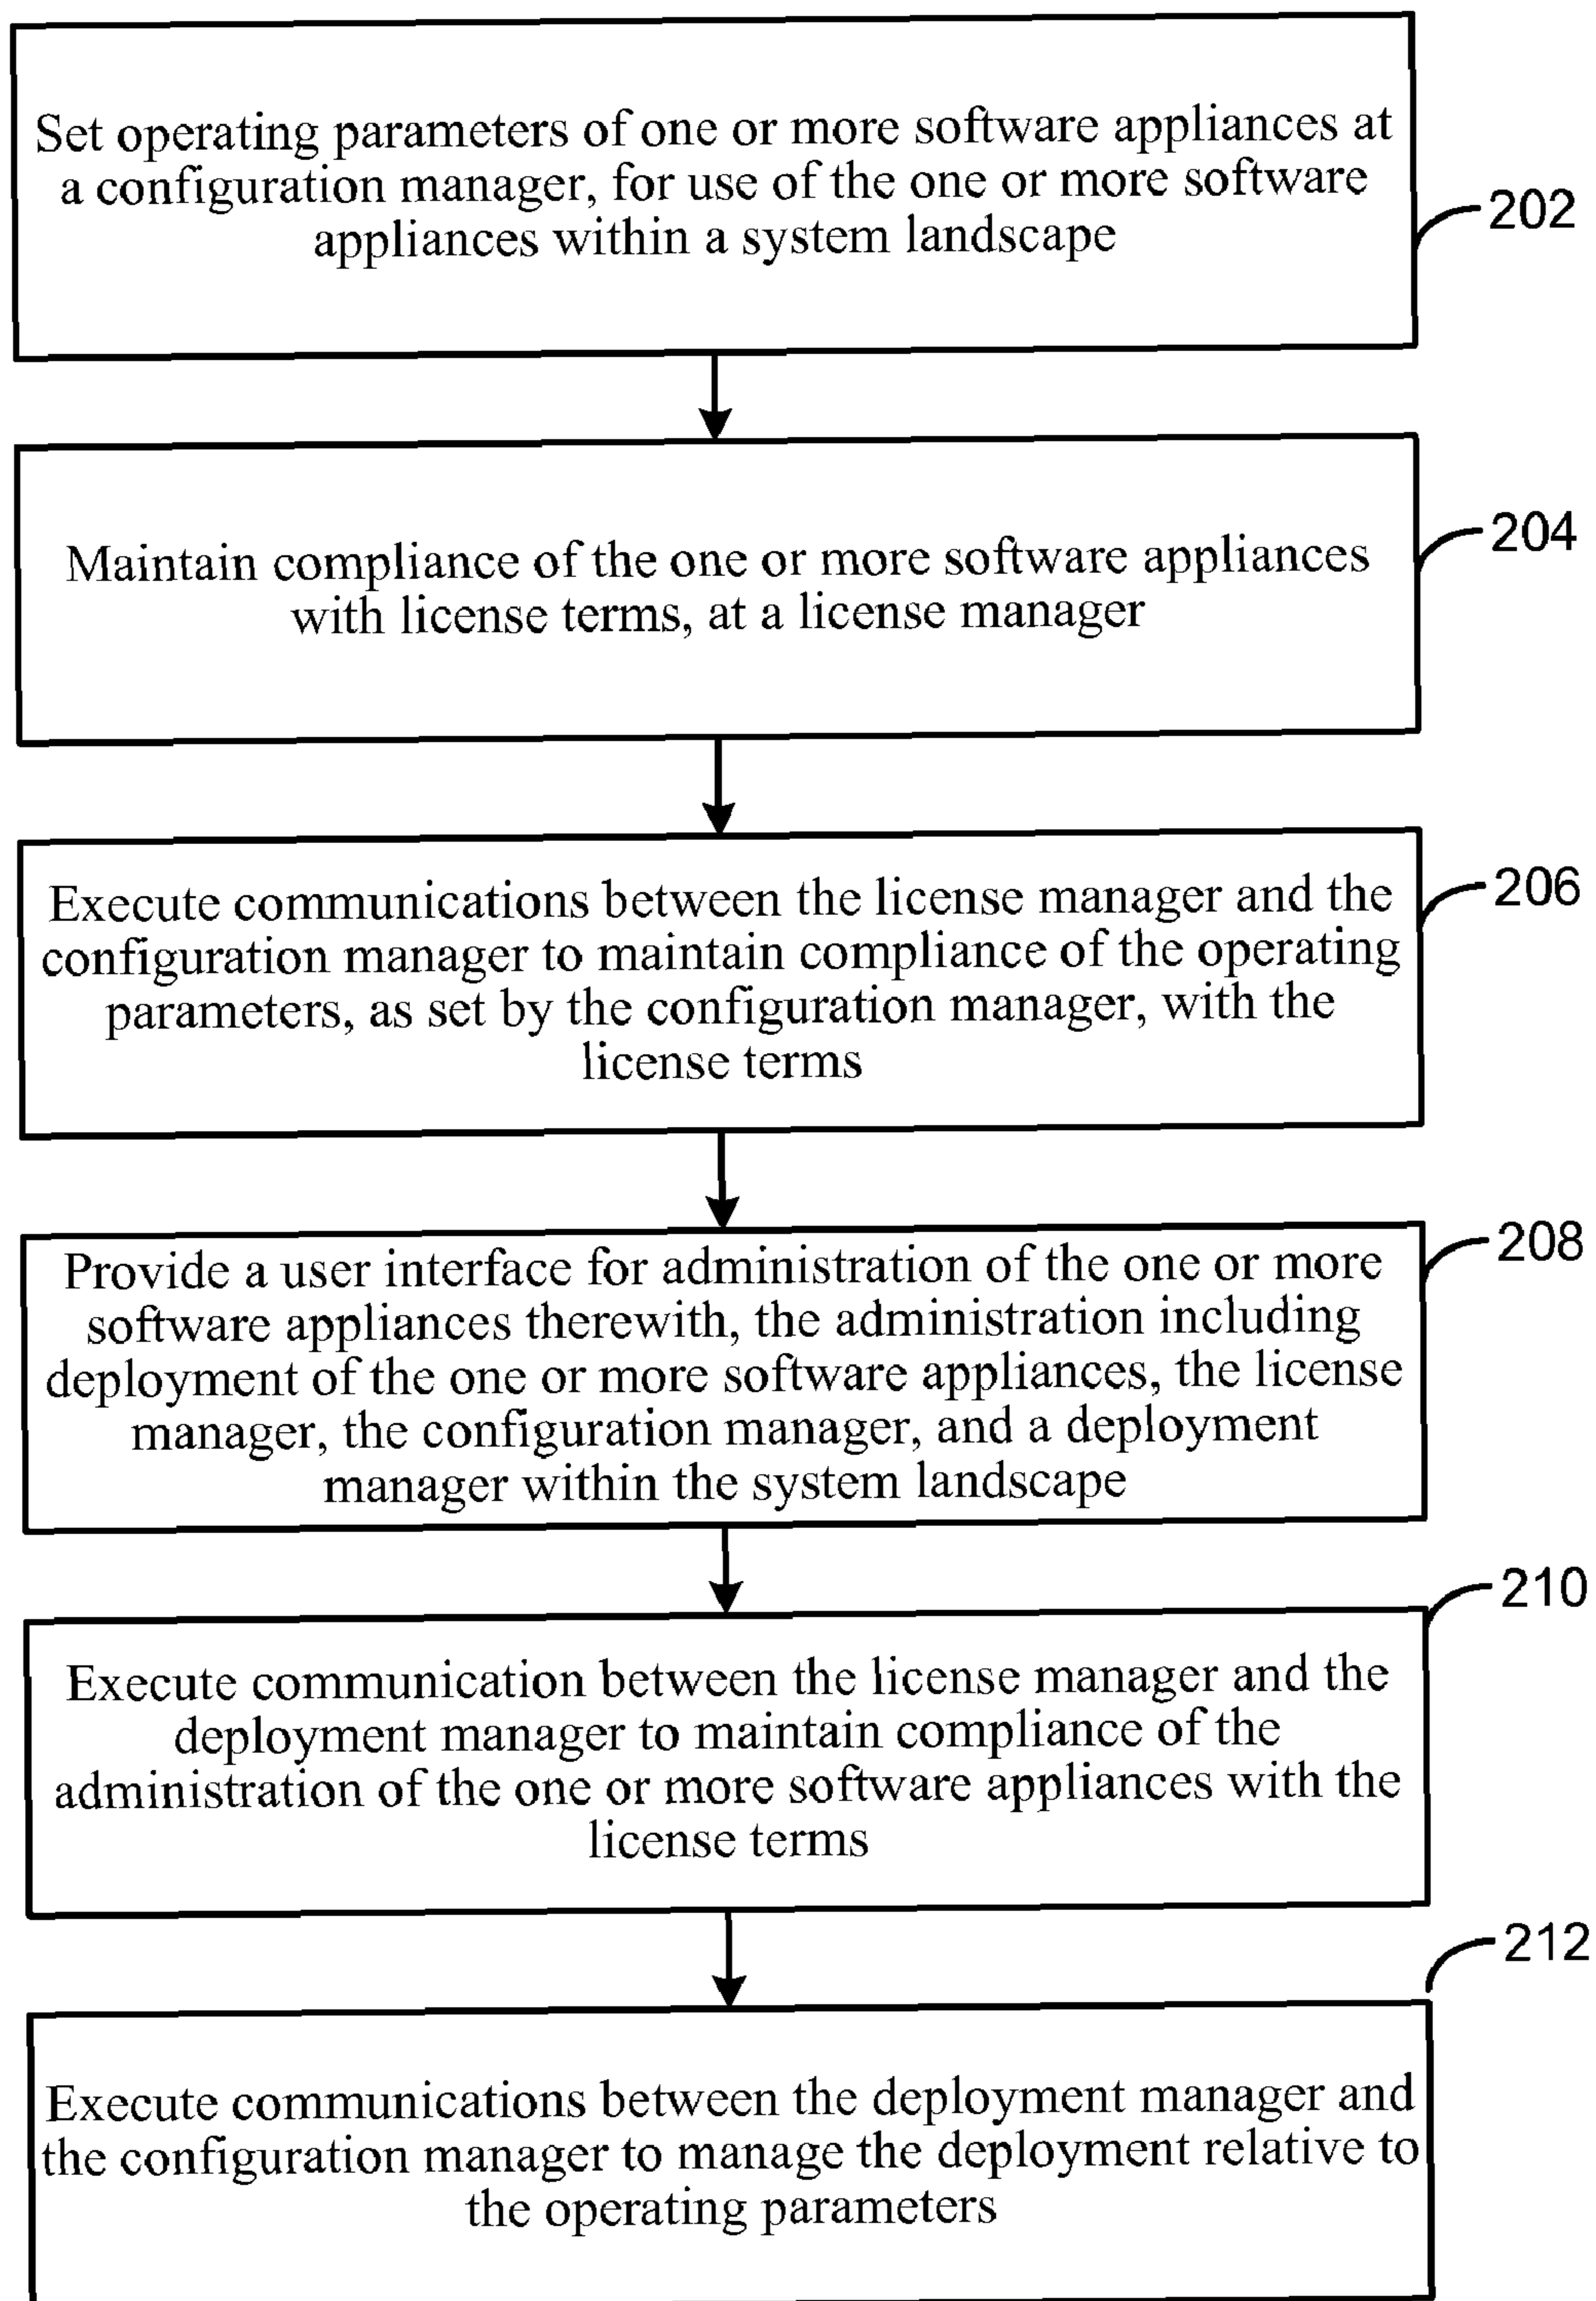 Set operating parameters of one or more software appliances at
a configuration manager, for use of the one or more software
appliances within a system landscape
202
Maintain compliance of the one or more software appliances
with license terms, at a license manager
204
Execute communications between the license manager and the
configuration manager to maintain compliance of the operating
parameters, as set by the configuration manager, with the
license terms
206
Provide a user interface for administration of the one or more
software appliances therewith, the administration including
deployment of the one or more software appliances, the license
manager, the configuration manager, and a deployment
manager within the system landscape
208
Execute communication between the license manager and the
deployment manager to maintain compliance of the
administration of the one or more software appliances with the
license terms
210
Execute communications between the deployment manager and
the configuration manager to manage the deployment relative to
the operating parameters
212